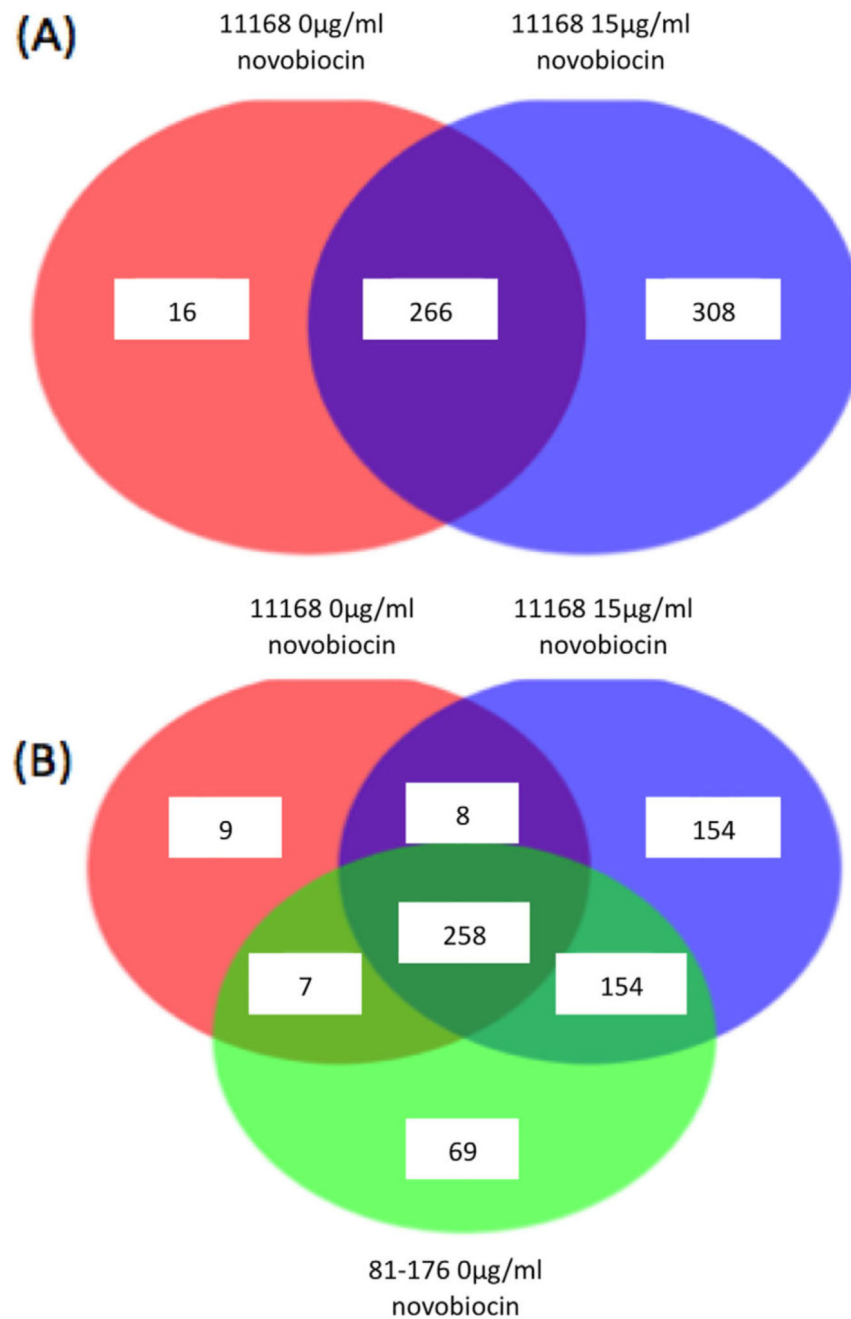 (A)
11168 0µg/ml
novobiocin
11168 15µg/ml
novobiocin
16
266
308
(B)
11168 0µg/ml
novobiocin
11168 15µg/ml
novobiocin
9
8
154
258
7
154
69
81-176 0µg/ml
novobiocin